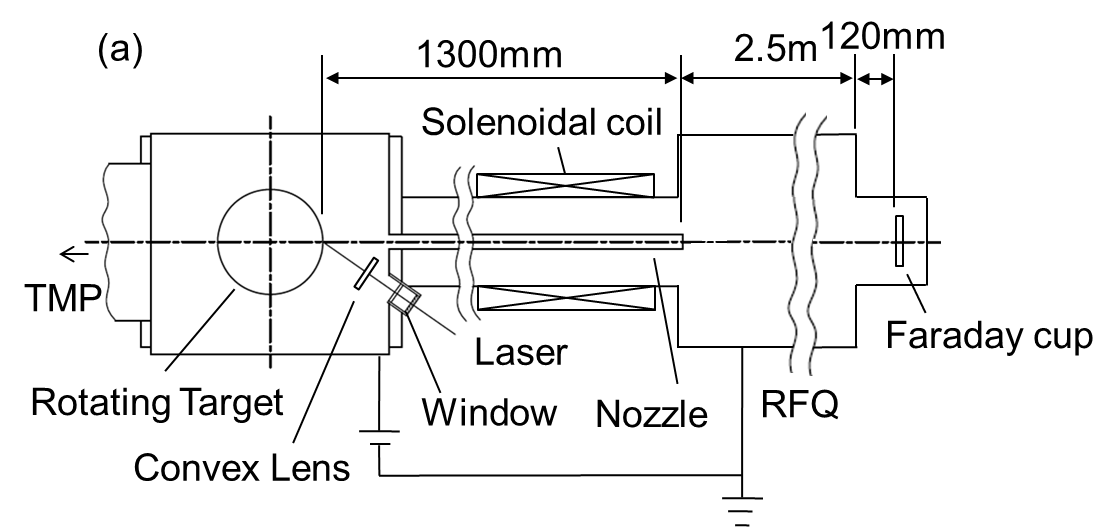 (a)
1300mm
2.5m
120mm
Solenoidal coil
TMP
Laser
Faraday cup
Rotating Target
Window
Nozzle
RFQ
Convex Lens